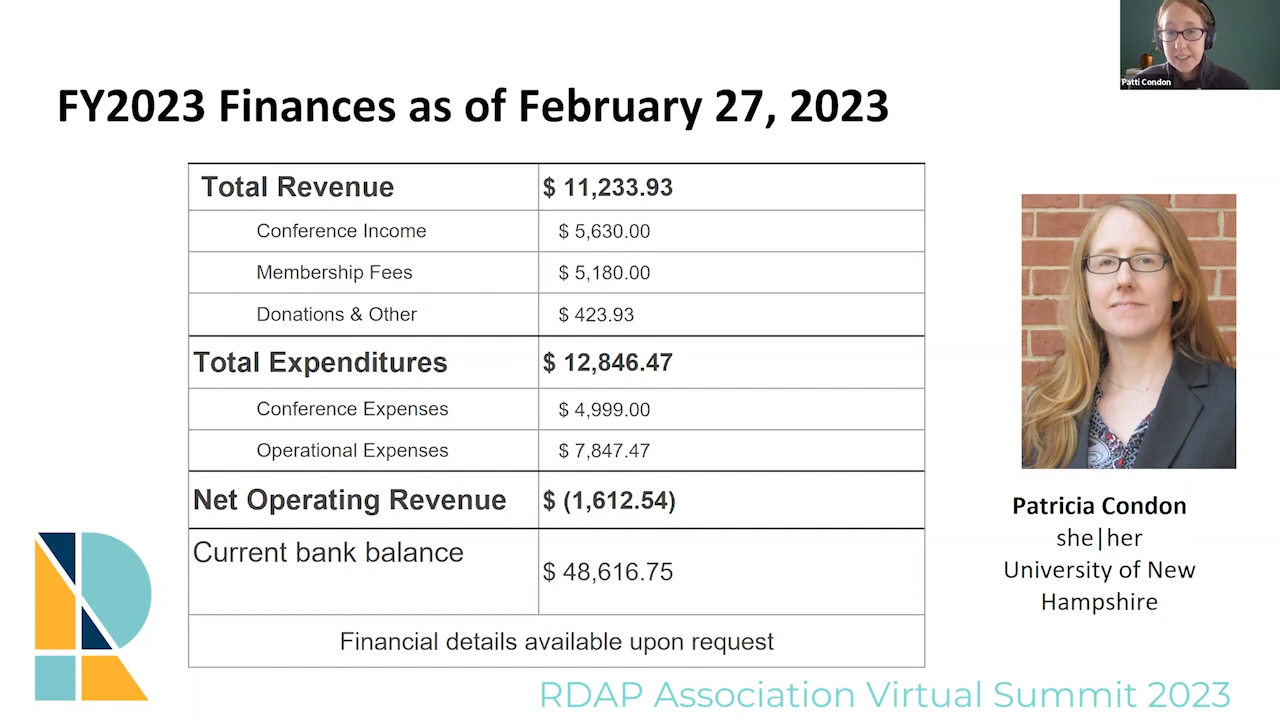 Patti Condon
FY2023 Finances as of February 27, 2023
Total Revenue $ 11,233.93
Conference Income $ 5,630.00
Membership Fees $ 5,180.00
Donations & Other $ 423.93
Total Expenditures $ 12,846.47
Conference Expenses $ 4,999.00
Operational Expenses $ 7,847.47
Net Operating Revenue $ (1,612.54)
Current bank balance $ 48,616.75
Financial details available upon request
Patricia Condon
she|her
University of New
Hampshire
RDAP Association Virtual Summit 2023